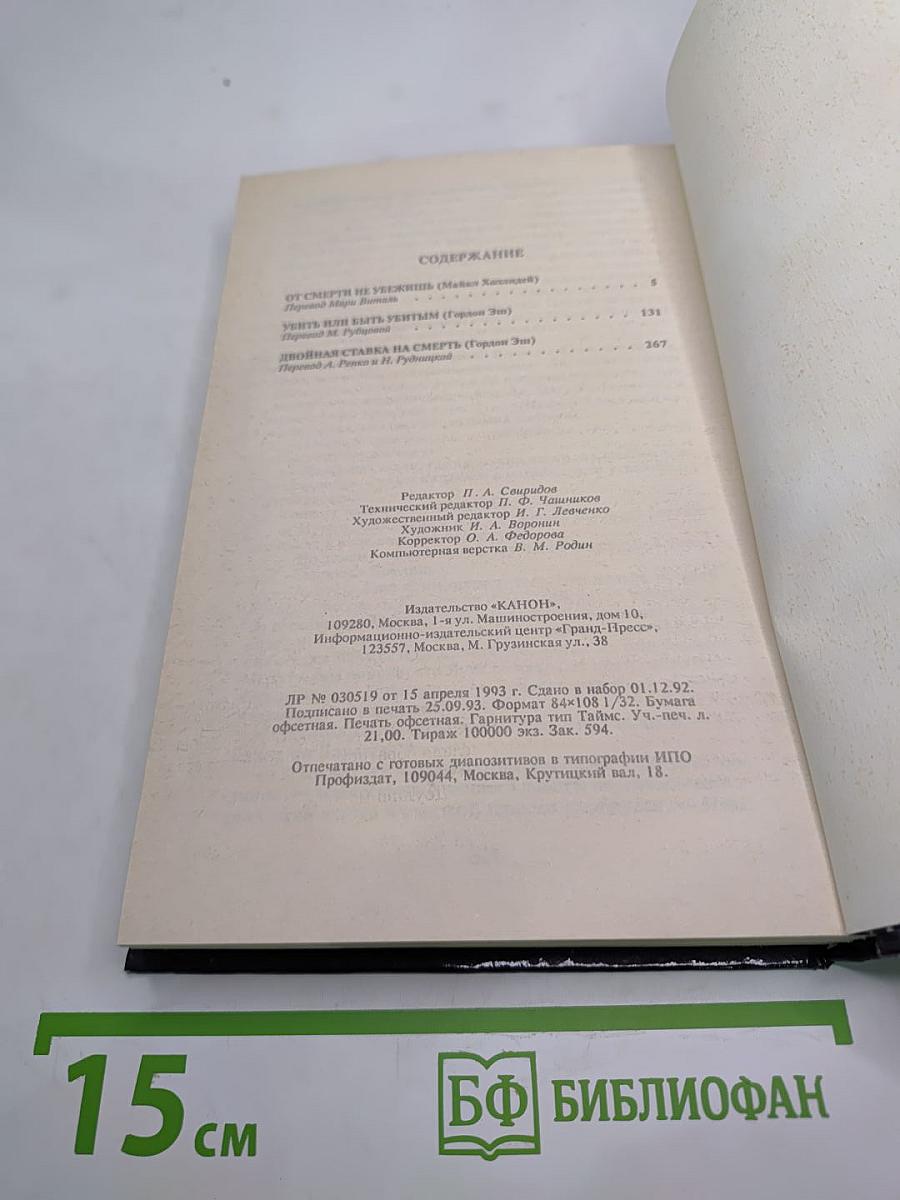 СОДЕРЖАНИЕ
ОТ СМЕРТИ НЕ УБЕЖИШЬ (Майкл Халлидей) . . . . . . . . . . . . . . . . . 5
Перевод Мари Виталь
УБИТЬ ИЛИ БЫТЬ УБИТЫМ (Гордон Эш) . . . . . . . . . . . . . . . . . 131
Перевод М. Рубцовой
ДВОЙНАЯ СТАВКА НА СМЕРТЬ (Гордон Эш) . . . . . . . . . . . . . 267
Перевод А. Репко и Н. Рудницкой
Редактор П. А. Свиридов
Технический редактор П. Ф. Чашников
Художественный редактор И. Г. Левченко
Художник И. А. Воронин
Корректор О. А. Федорова
Компьютерная верстка В. М. Родин
Издательство «КАНОН»,
109280, Москва, 1-я ул. Машиностроения, дом 10,
Информационно-издательский центр «Гранд-Пресс»,
123557, Москва, М. Грузинская ул., 38
ЛР № 030519 от 15 апреля 1993 г. Сдано в набор 01.12.92.
Подписано в печать 25.09.93. Формат 84×108 1/32. Бумага
офсетная. Печать офсетная. Гарнитура тип Таймс. Уч.-печ. л.
21,00. Тираж 100000 экз. Зак. 594.
Отпечатано с готовых диапозитивов в типографии ИПО
Профиздат, 109044, Москва, Крутицкий вал, 18.
15 см
БФ БИБЛИОФАН